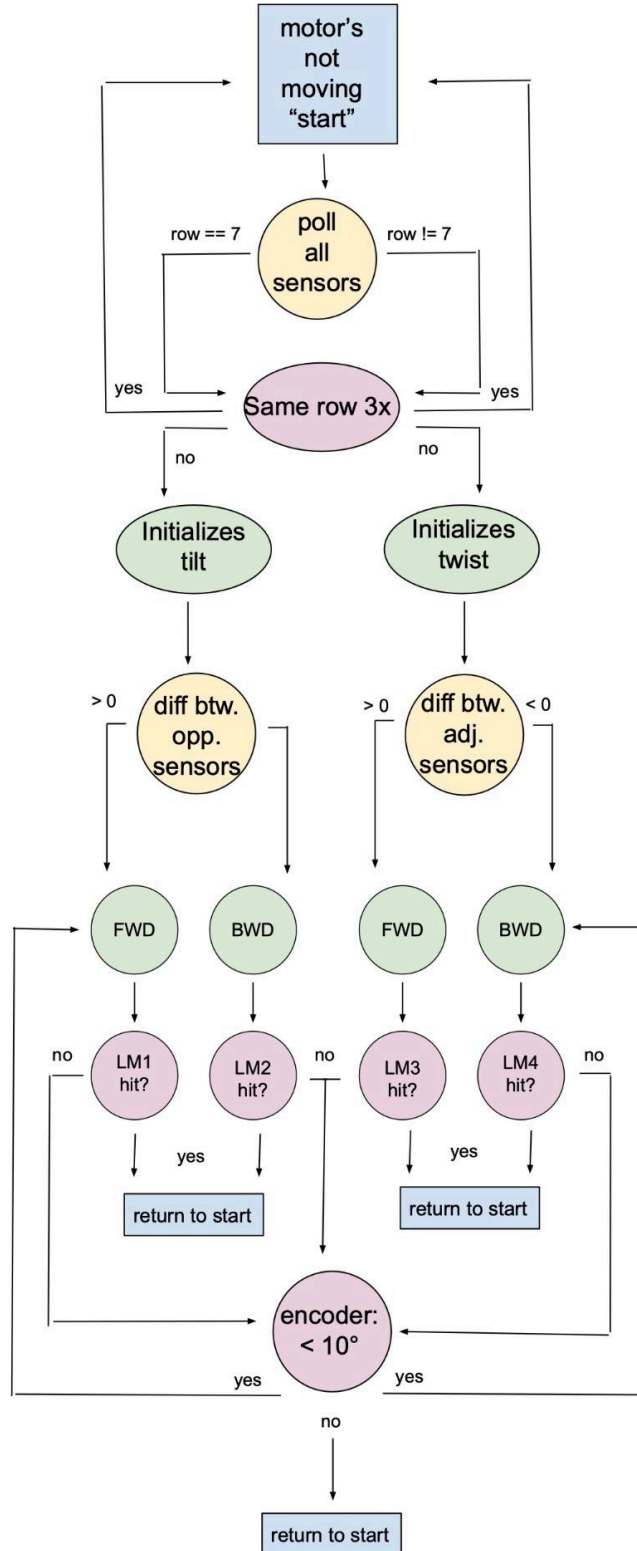 motor's
not
moving
“start”
row == 7
poll
all
sensors
row != 7
yes
Same row 3x
yes
no
no
Initializes
tilt
Initializes
twist
> 0
diff btw.
opp.
sensors
> 0
diff btw.
adj.
sensors
< 0
FWD
BWD
FWD
BWD
no
LM1
hit?
LM2
hit?
no
LM3
hit?
LM4
hit?
no
yes
yes
return to start
return to start
encoder:
< 10°
yes
yes
no
return to start